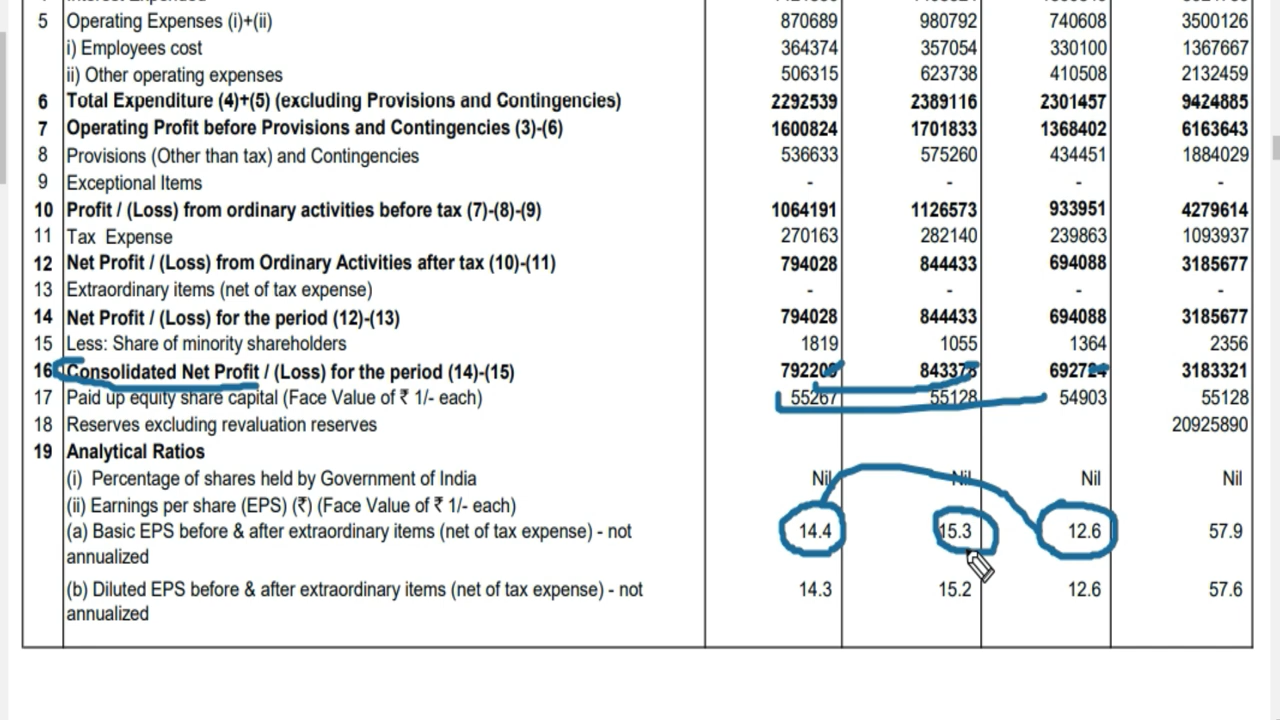 5 Operating Expenses (i)+(ii) 870689 980792 740608 3500126
i) Employees cost 364374 357054 330100 1367667
ii) Other operating expenses 506315 623738 410508 2132459
6 Total Expenditure (4)+(5) (excluding Provisions and Contingencies) 2292539 2389116 2301457 9424885
7 Operating Profit before Provisions and Contingencies (3)-(6) 1600824 1701833 1368402 6163643
8 Provisions (Other than tax) and Contingencies 536633 575260 434451 1884029
9 Exceptional Items - - - -
10 Profit / (Loss) from ordinary activities before tax (7)-(8)-(9) 1064191 1126573 933951 4279614
11 Tax Expense 270163 282140 239863 1093937
12 Net Profit / (Loss) from Ordinary Activities after tax (10)-(11) 794028 844433 694088 3185677
13 Extraordinary items (net of tax expense) - - - -
14 Net Profit / (Loss) for the period (12)-(13) 794028 844433 694088 3185677
15 Less: Share of minority shareholders 1819 1055 1364 2356
16 Consolidated Net Profit / (Loss) for the period (14)-(15) 792209 843378 692724 3183321
17 Paid up equity share capital (Face Value of ₹ 1/- each) 55267 55128 54903 55128
18 Reserves excluding revaluation reserves 20925890
19 Analytical Ratios
(i) Percentage of shares held by Government of India Nil Nil Nil Nil
(ii) Earnings per share (EPS) (₹) (Face Value of ₹ 1/- each)
(a) Basic EPS before & after extraordinary items (net of tax expense) - not 14.4 15.3 12.6 57.9
annualized
(b) Diluted EPS before & after extraordinary items (net of tax expense) - not 14.3 15.2 12.6 57.6
annualized